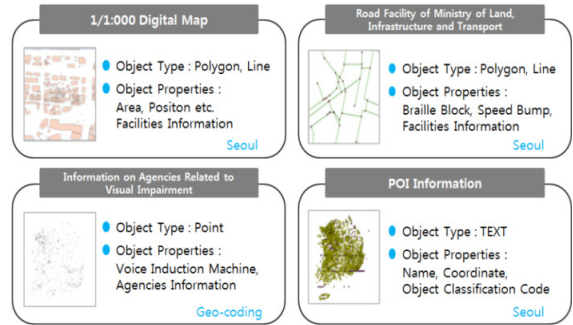 1/1:000 Digital Map
Object Type : Polygon, Line
Object Properties :
Area, Positon etc.
Facilities Information
Seoul
Road Facility of Ministry of Land,
Infrastructure and Transport
Object Type : Polygon, Line
Object Properties :
Braille Block, Speed Bump,
Facilities Information
Seoul
Information on Agencies Related to
Visual Impairment
Object Type : Point
Object Properties :
Voice Induction Machine,
Agencies Information
Geo-coding
POI Information
Object Type : TEXT
Object Properties :
Name, Coordinate,
Object Classification Code
Seoul